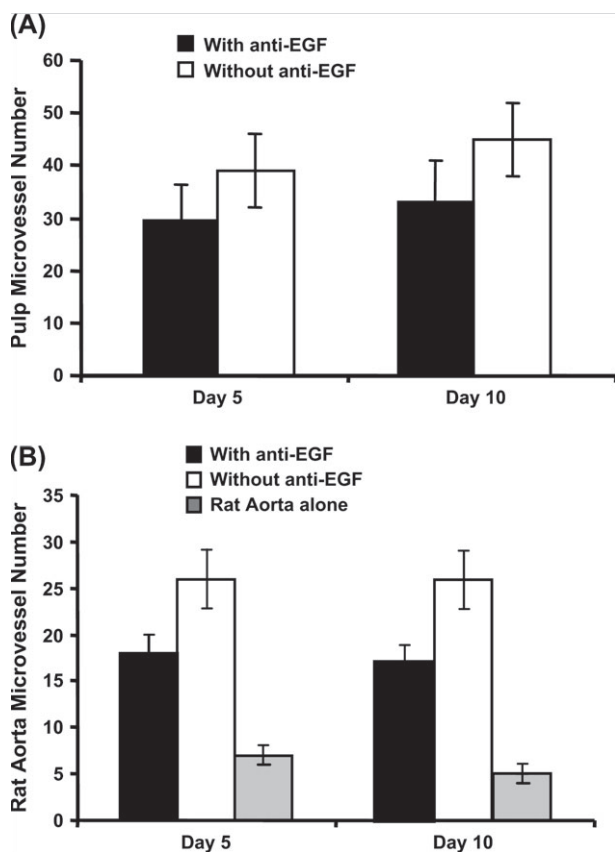 (A)
With anti-EGF
Without anti-EGF
Pulp Microvessel Number
60
50
40
30
20
10
0
Day 5 Day 10
(B)
With anti-EGF
Without anti-EGF
Rat Aorta alone
Rat Aorta Microvessel Number
35
30
25
20
15
10
5
0
Day 5 Day 10